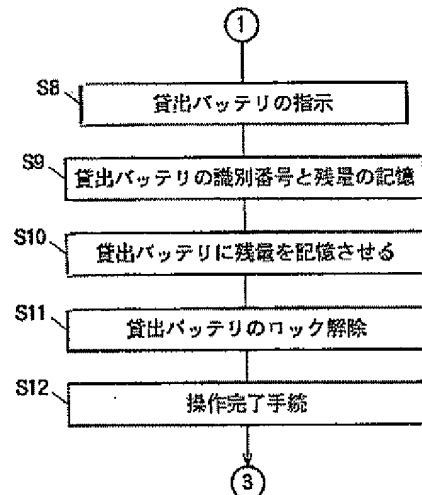 1
S8
貸出バッテリの指示
S9
貸出バッテリの識別番号と残量の記憶
S10
貸出バッテリに残量を記憶させる
S11
貸出バッテリのロック解除
S12
操作完了手続
3